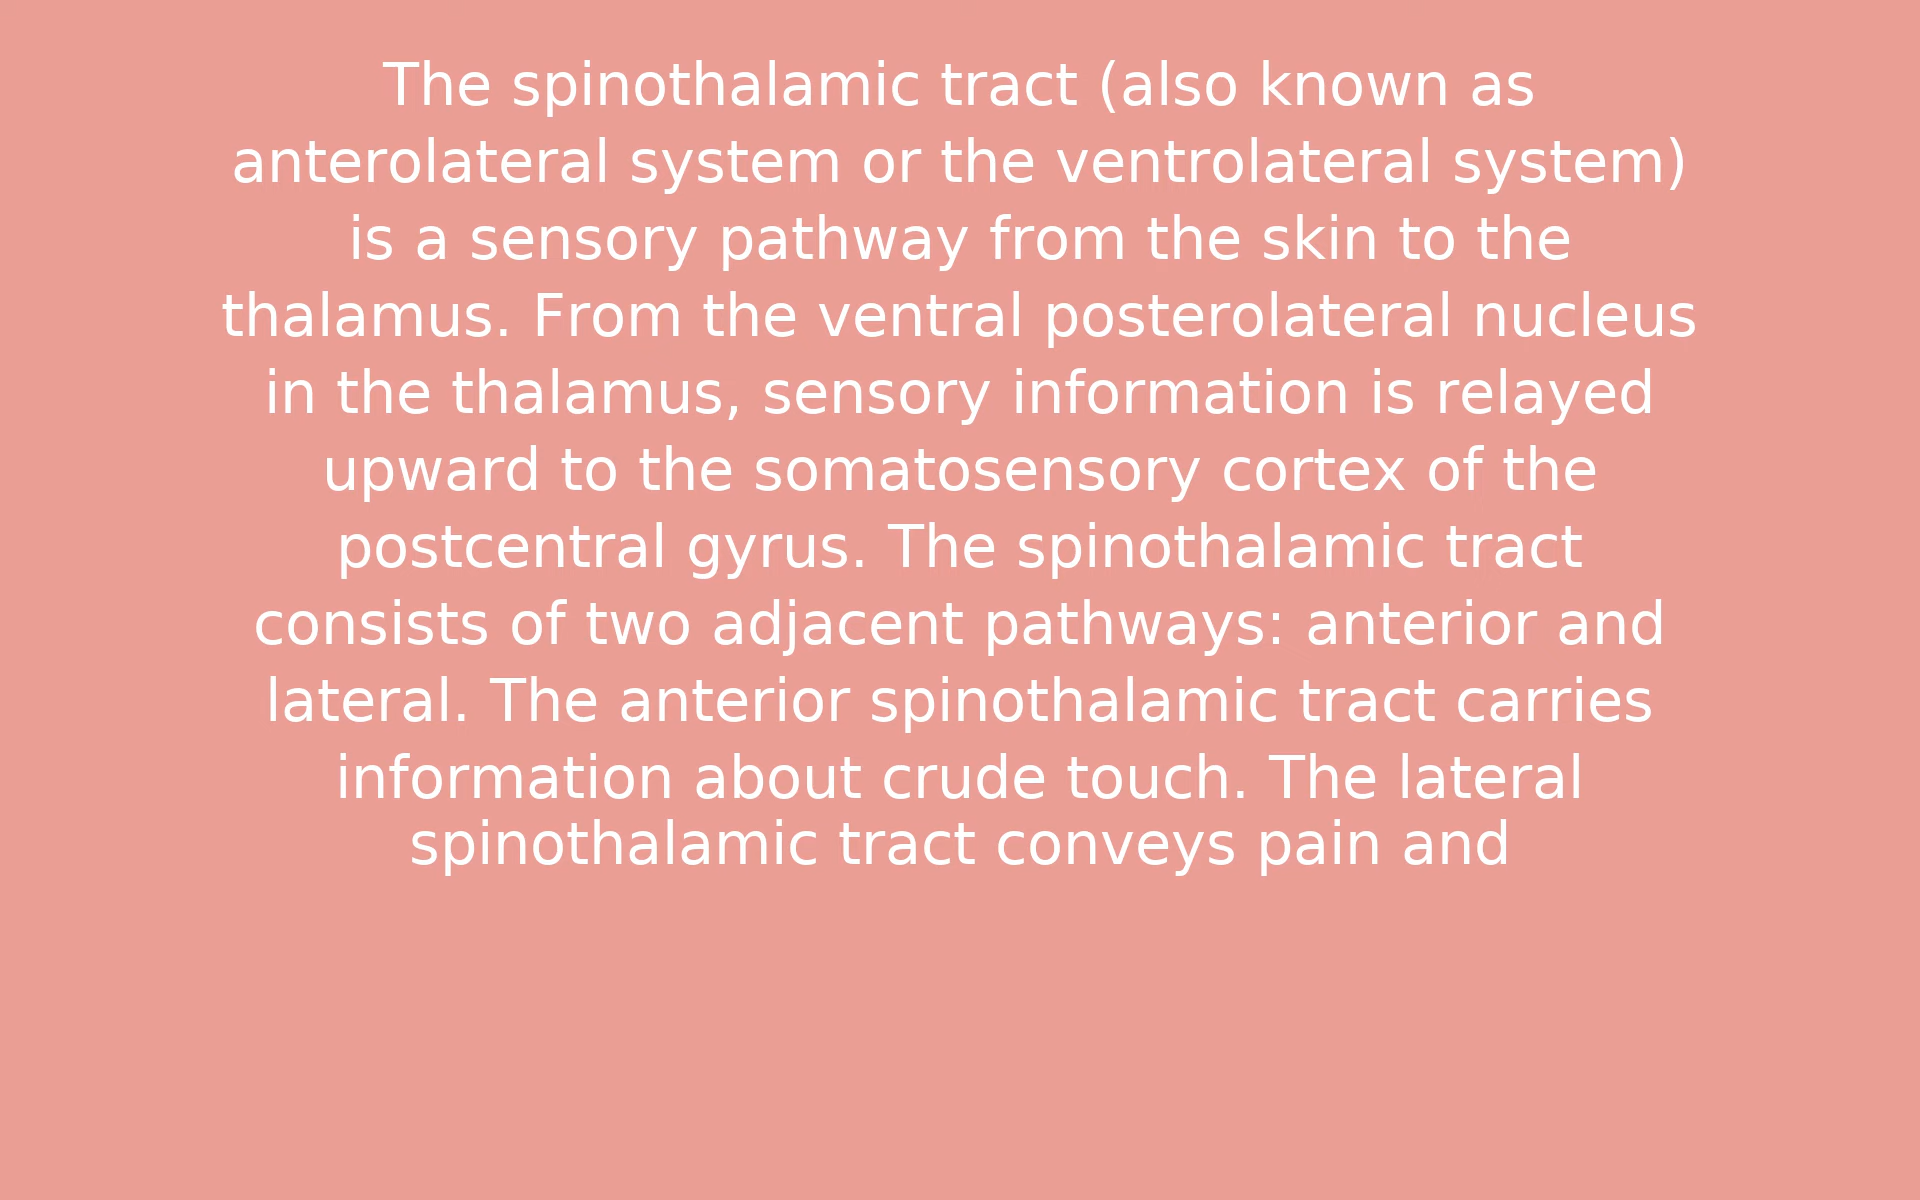 The spinothalamic tract (also known as
anterolateral system or the ventrolateral system)
is a sensory pathway from the skin to the
thalamus. From the ventral posterolateral nucleus
in the thalamus, sensory information is relayed
upward to the somatosensory cortex of the
postcentral gyrus. The spinothalamic tract
consists of two adjacent pathways: anterior and
lateral. The anterior spinothalamic tract carries
information about crude touch. The lateral
spinothalamic tract conveys pain and